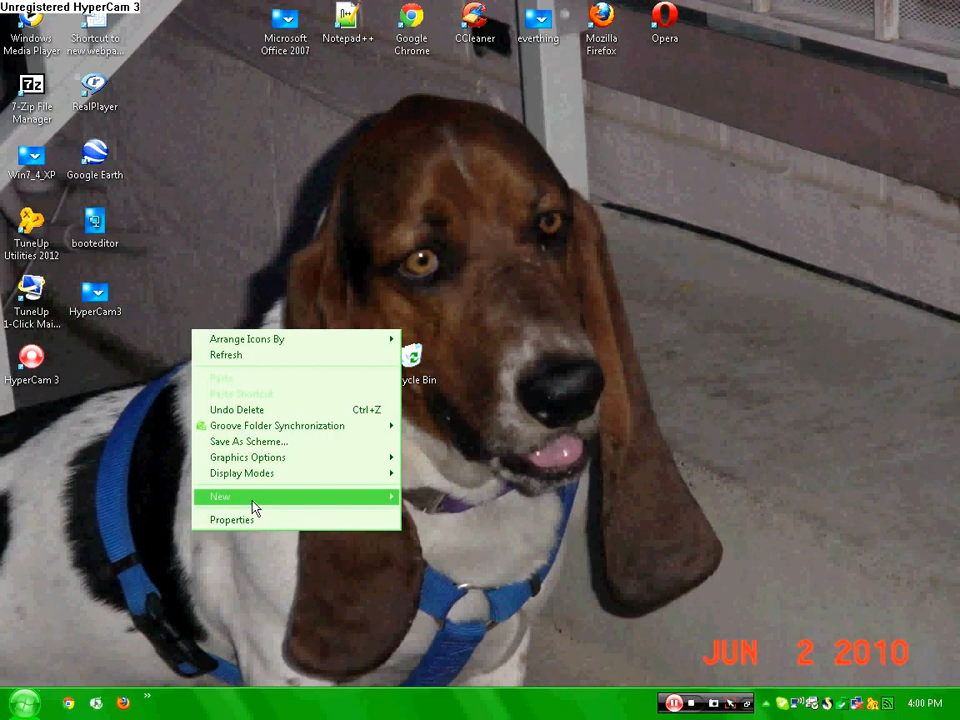 Unregistered HyperCam 3
Windows
Media Player
Shortcut to
new webpa...
Microsoft
Office 2007
Notepad++
Google
Chrome
CCleaner
everthing
Mozilla
Firefox
Opera
7-Zip File
Manager
RealPlayer
Win7_4_XP
Google Earth
TuneUp
Utilities 2012
booteditor
TuneUp
1-Click Mai...
HyperCam3
HyperCam 3
ycle Bin
Arrange Icons By
Refresh
Paste
Paste Shortcut
Undo Delete Ctrl+Z
Groove Folder Synchronization
Save As Scheme...
Graphics Options
Display Modes
New
Properties
JUN 2 2010
4:00 PM